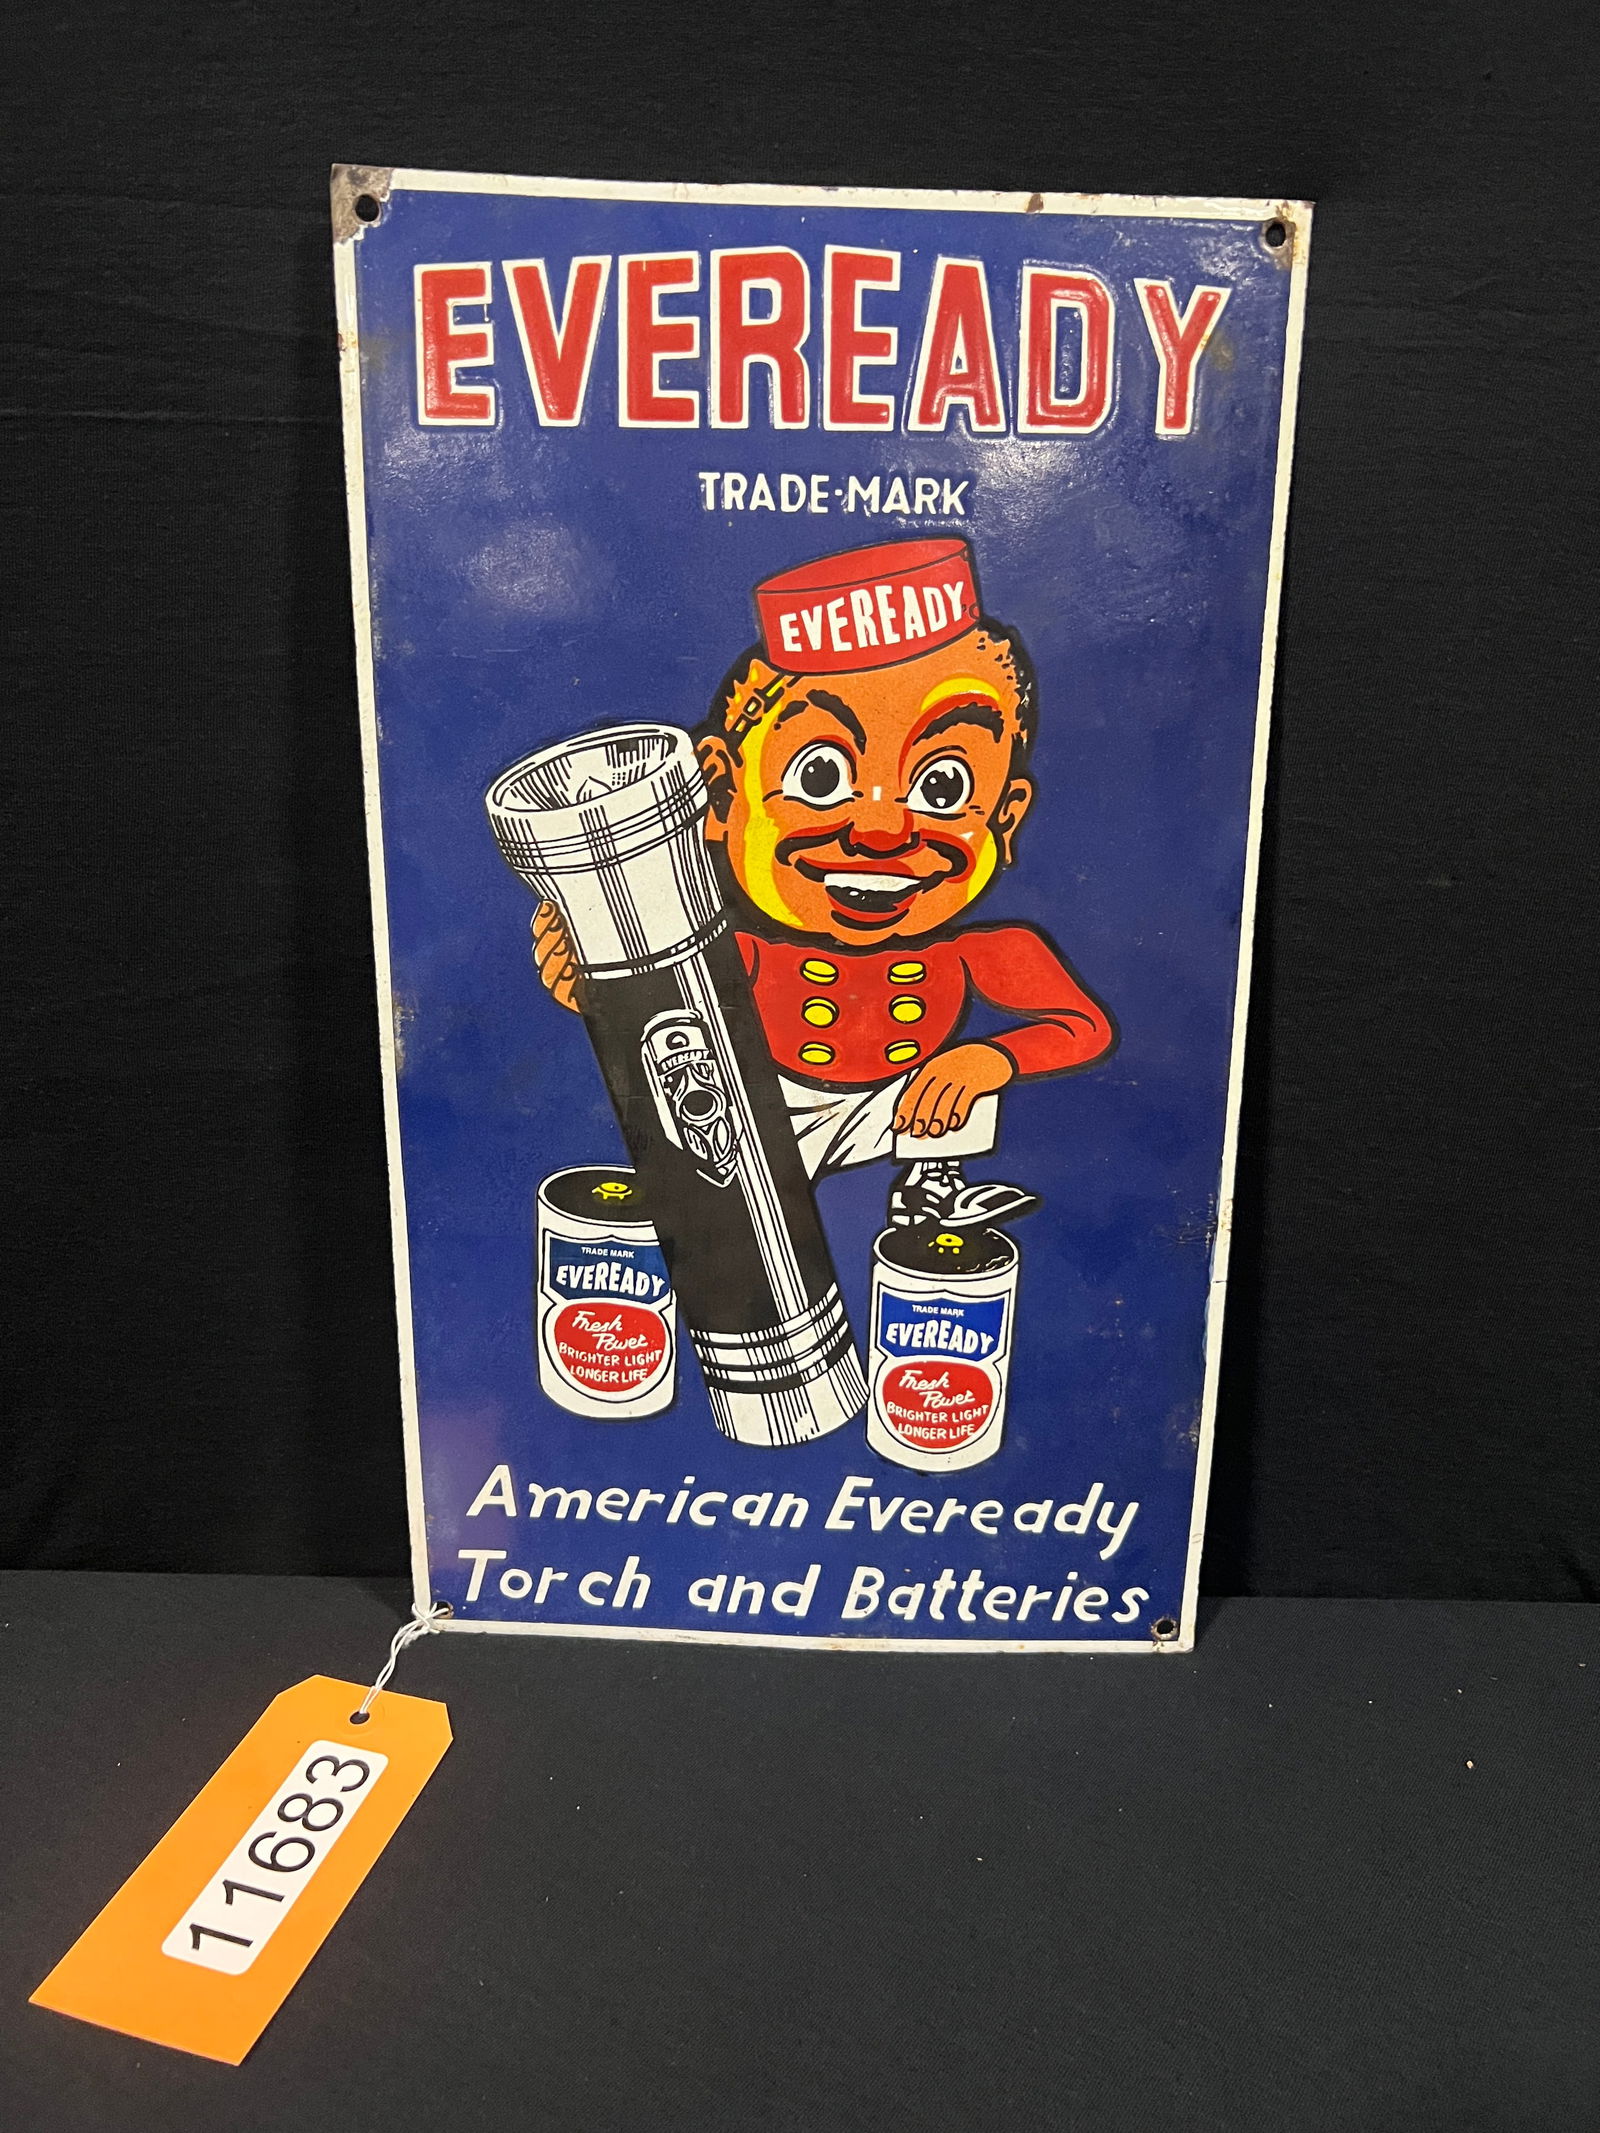 EVEREADY
TRADE-MARK
EVEREADY
EVEREADY
TRADE MARK
EVEREADY
Fresh
Power
BRIGHTER LIGHT
LONGER LIFE
TRADE MARK
EVEREADY
Fresh
Power
BRIGHTER LIGHT
LONGER LIFE
American Eveready
Torch and Batteries
11683